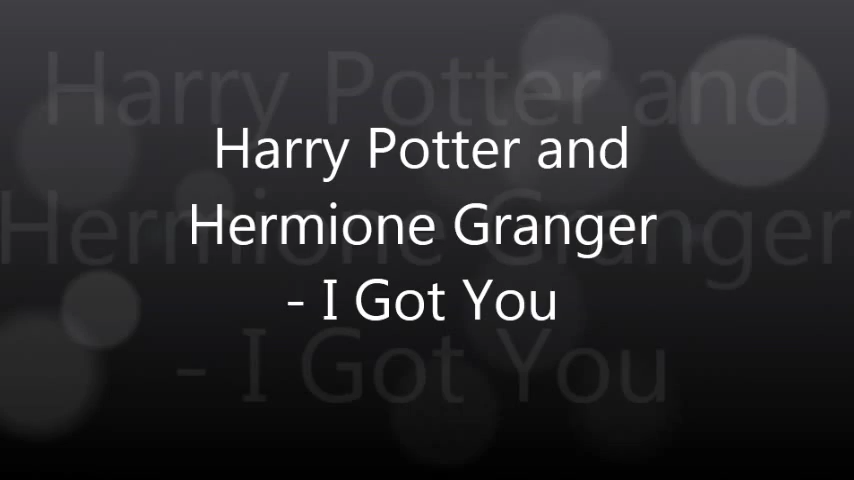 Harry Potter and
Hermione Granger
- I Got You